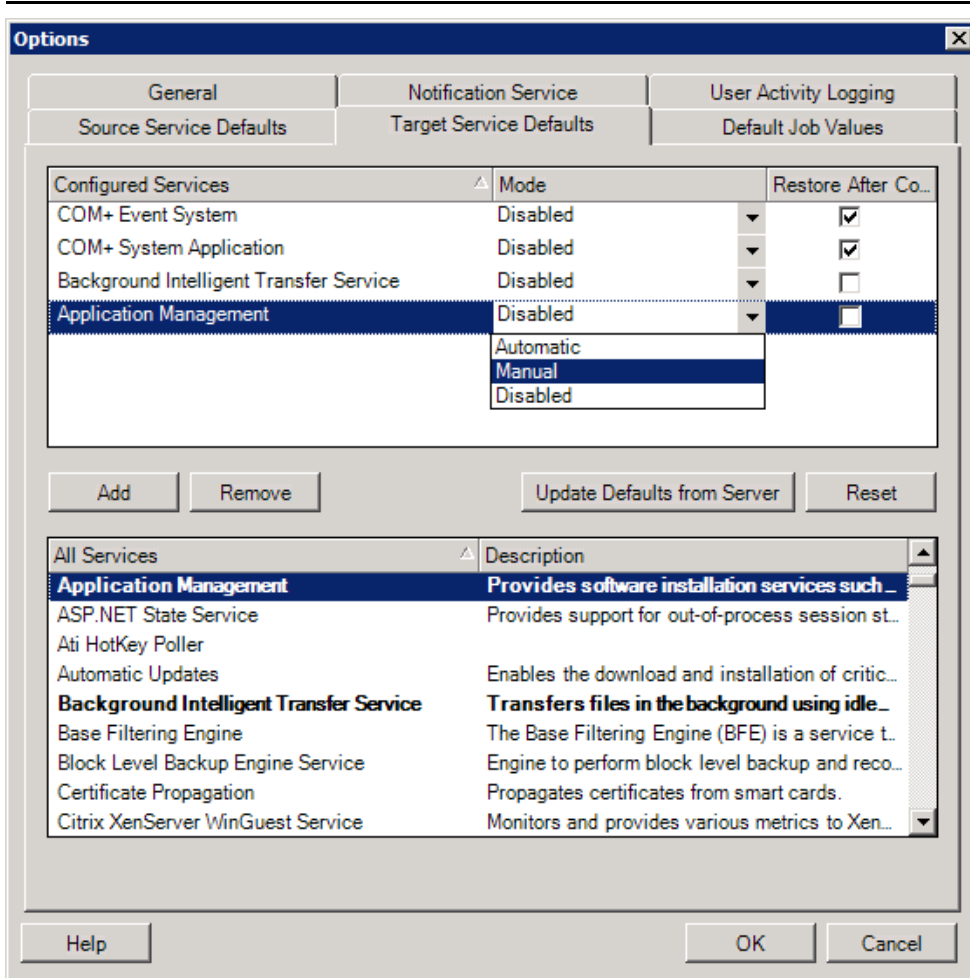 Options
General Notification Service User Activity Logging
Source Service Defaults Target Service Defaults Default Job Values
Configured Services Mode Restore After Co...
COM+ Event System Disabled
COM+ System Application Disabled
Background Intelligent Transfer Service Disabled
Application Management Disabled
Automatic
Manual
Disabled
Add Remove Update Defaults from Server Reset
All Services Description
Application Management Provides software installation services such ...
ASP.NET State Service Provides support for out-of-process session st...
Ati HotKey Poller
Automatic Updates Enables the download and installation of critic...
Background Intelligent Transfer Service Transfers files in the background using idle...
Base Filtering Engine The Base Filtering Engine (BFE) is a service t...
Block Level Backup Engine Service Engine to perform block level backup and reco...
Certificate Propagation Propagates certificates from smart cards.
Citrix XenServer WinGuest Service Monitors and provides various metrics to Xen...
Help OK Cancel